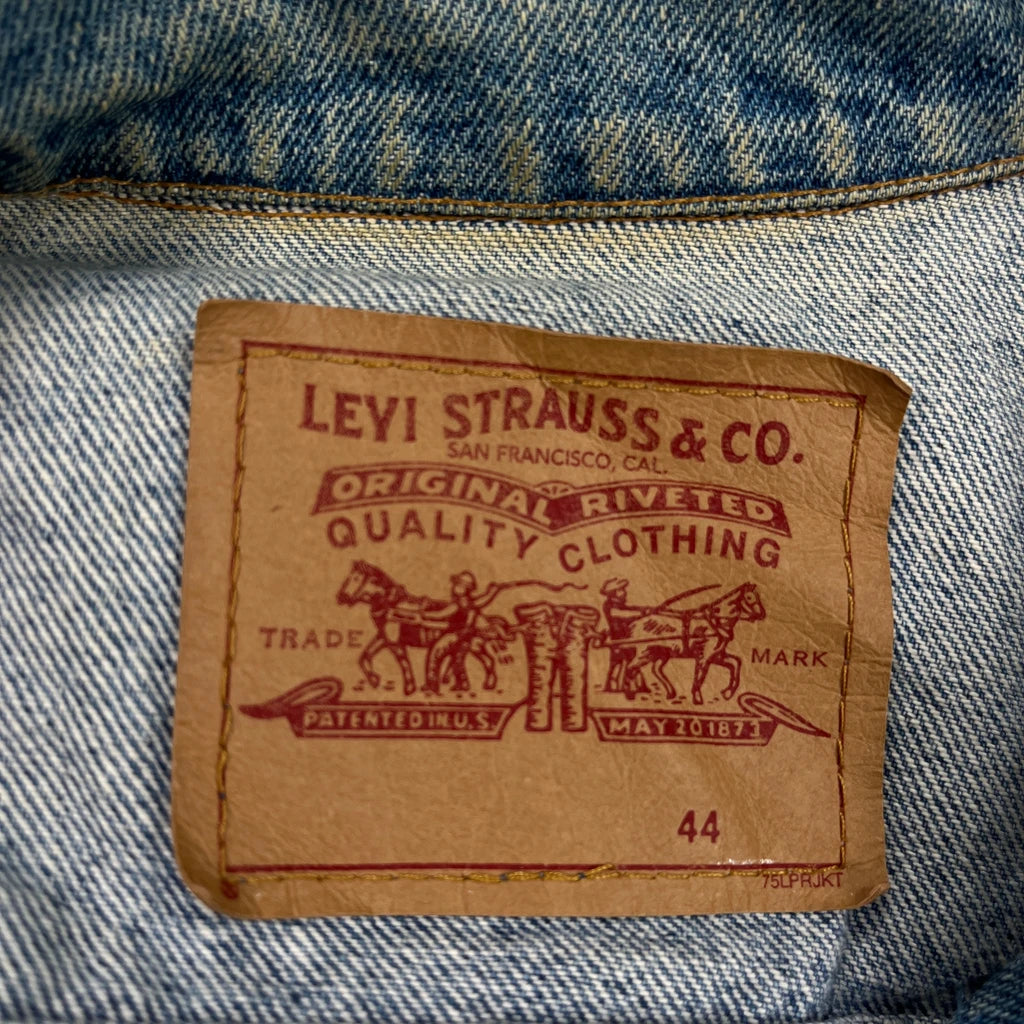 LEVI STRAUSS & CO.
SAN FRANCISCO, CAL.
ORIGINAL RIVETED
QUALITY CLOTHING
TRADE MARK
PATENTED IN U.S. MAY 20 1873
44
75LPRJKT